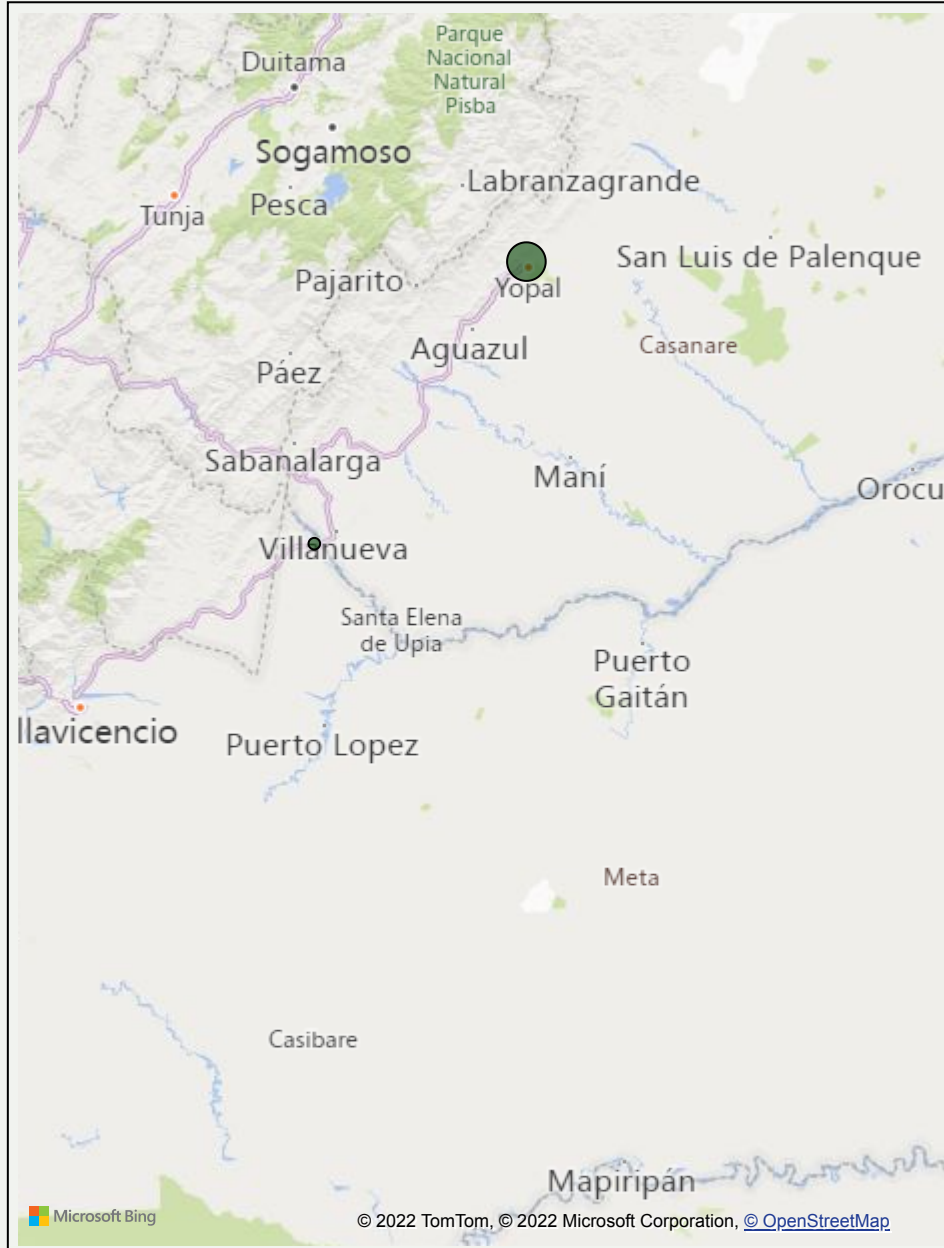 Parque
Nacional
Natural
Pisba
Duitama
Sogamoso
Labranzagrande
Pesca
Tunja
San Luis de Palenque
Pajarito
Yopal
Casanare
Aguazul
Páez
Sabanalarga
Maní
Orocu
Villanueva
Santa Elena
de Upia
Puerto
Gaitán
llavicencio
Puerto Lopez
Meta
Casibare
Mapiripán
Microsoft Bing
© 2022 TomTom, © 2022 Microsoft Corporation, © OpenStreetMap